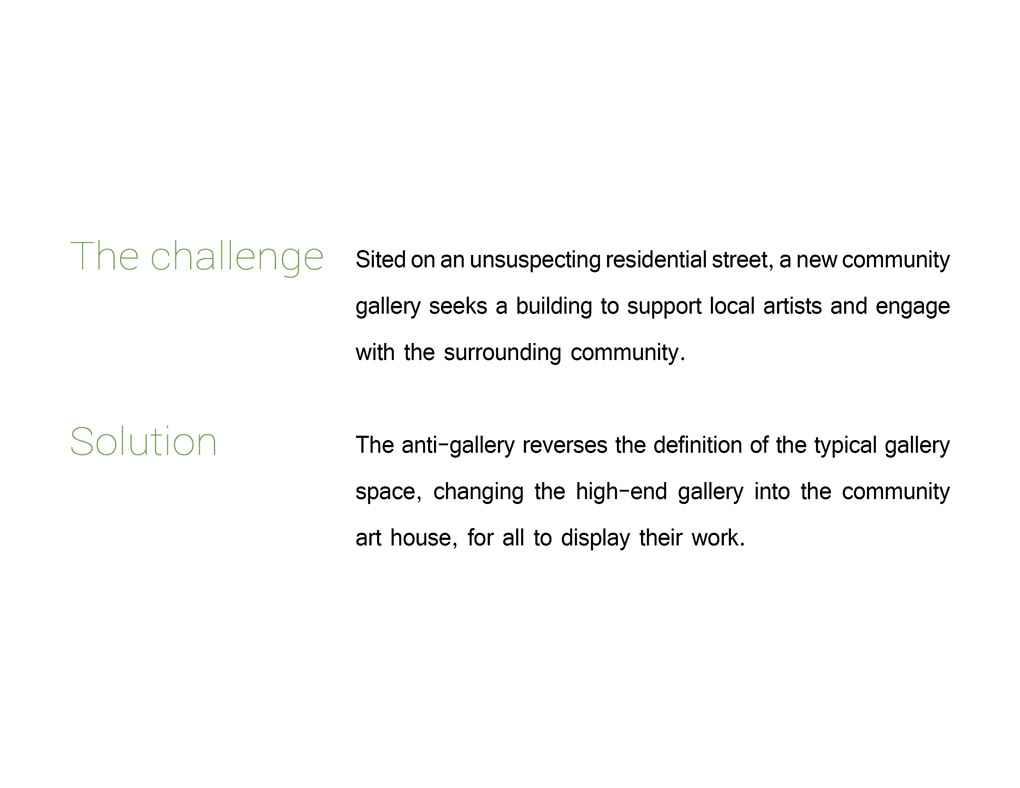 The challenge
Sited on an unsuspecting residential street, a new community
gallery seeks a building to support local artists and engage
with the surrounding community.
Solution
The anti-gallery reverses the definition of the typical gallery
space, changing the high-end gallery into the community
art house, for all to display their work.